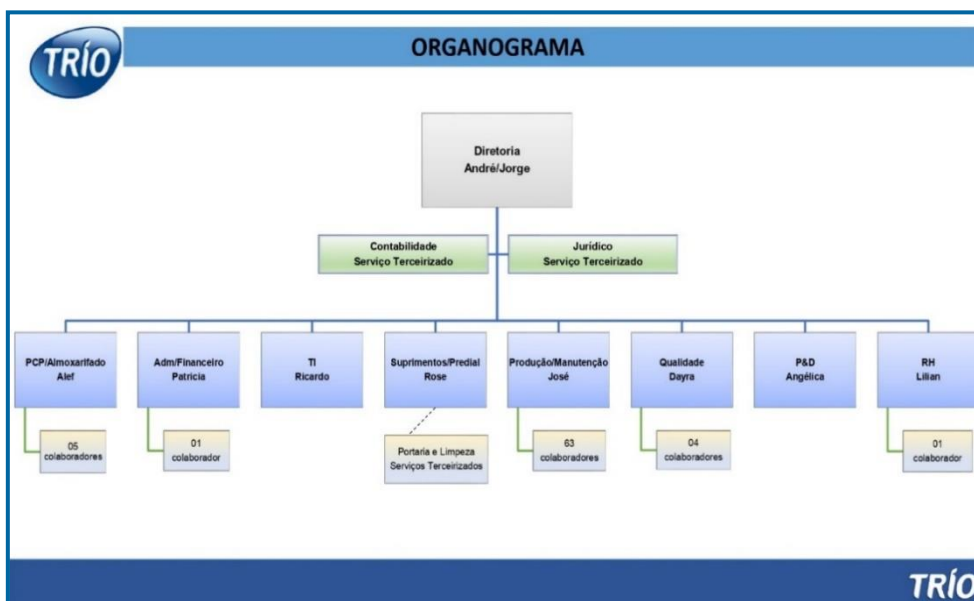 TRÍO
ORGANOGRAMA
Diretoria
André/Jorge
Contabilidade
Serviço Terceirizado
Jurídico
Serviço Terceirizado
PCP/Almoxarifado
Alef
Adm/Financeiro
Patricia
TI
Ricardo
Suprimentos/Predial
Rose
Produção/Manutenção
José
Qualidade
Dayra
P&D
Angélica
RH
Lilian
05
colaboradores
01
colaborador
Portaria e Limpeza
Serviços Terceirizados
63
colaboradores
04
colaboradores
01
colaborador
TRÍO